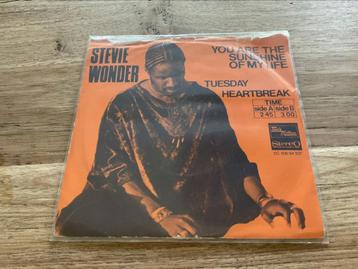 STEVIE
WONDER
YOU ARE THE
SUNSHINE
OF MY LIFE
TUESDAY
HEARTBREAK
TIME
side A side B
2 45 3 00
Stereo